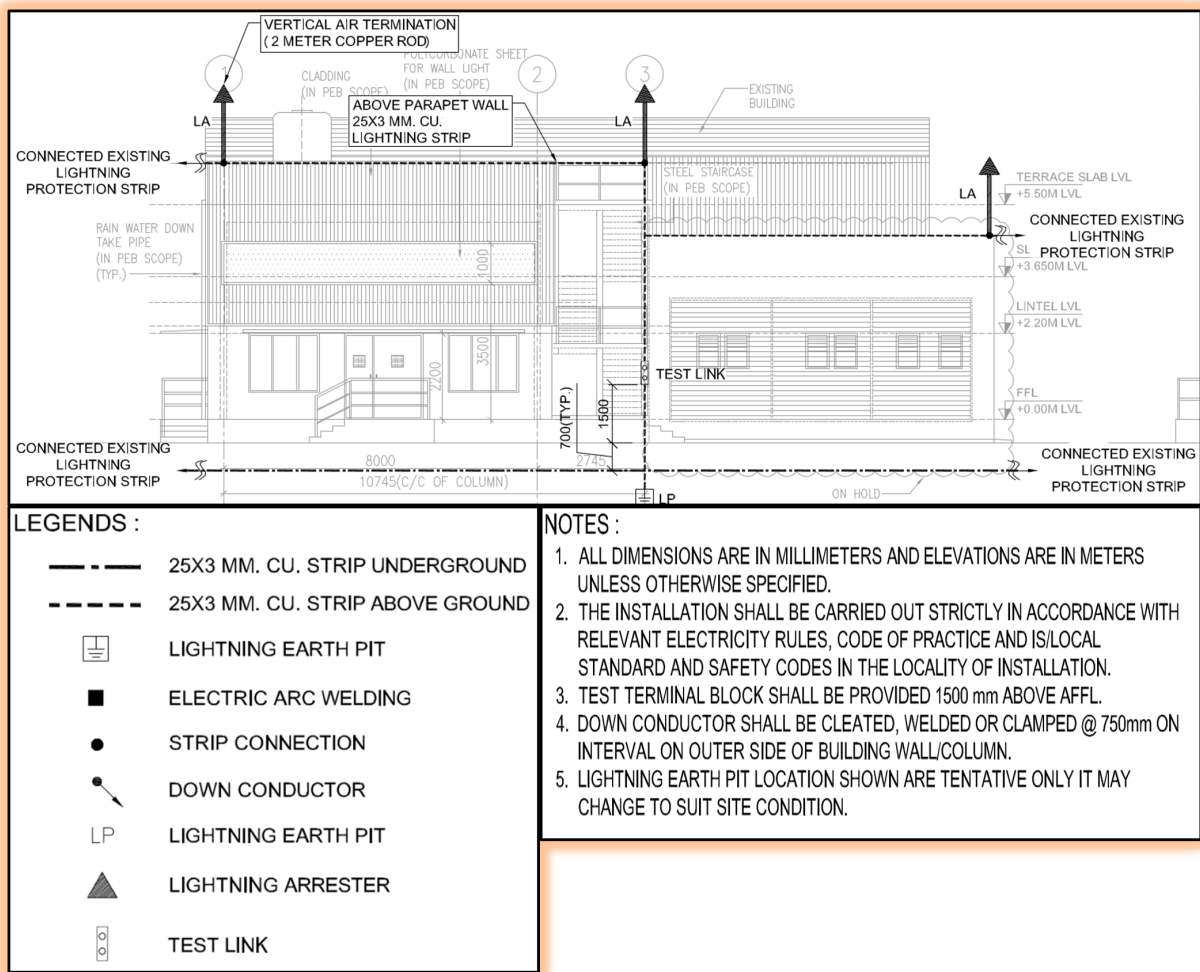 VERTICAL AIR TERMINATION
( 2 METER COPPER ROD)
POLYCORBONATE SHEET
FOR WALL LIGHT
(IN PEB SCOPE)
1
CLADDING
(IN PEB SCOPE)
2
3
EXISTING
BUILDING
ABOVE PARAPET WALL
25X3 MM. CU.
LIGHTNING STRIP
LA
LA
CONNECTED EXISTING
LIGHTNING
PROTECTION STRIP
STEEL STAIRCASE
(IN PEB SCOPE)
LA
TERRACE SLAB LVL
+5.50M LVL
CONNECTED EXISTING
LIGHTNING
PROTECTION STRIP
RAIN WATER DOWN
TAKE PIPE
(IN PEB SCOPE)
(TYP.)
1000
SL
+3.650M LVL
LINTEL LVL
+2.20M LVL
3500
2200
TEST LINK
700(TYP.)
1500
FFL
+0.00M LVL
CONNECTED EXISTING
LIGHTNING
PROTECTION STRIP
8000
2745
10745(C/C OF COLUMN)
LP
ON HOLD
CONNECTED EXISTING
LIGHTNING
PROTECTION STRIP
LEGENDS :
25X3 MM. CU. STRIP UNDERGROUND
25X3 MM. CU. STRIP ABOVE GROUND
LIGHTNING EARTH PIT
ELECTRIC ARC WELDING
STRIP CONNECTION
DOWN CONDUCTOR
LP LIGHTNING EARTH PIT
LIGHTNING ARRESTER
TEST LINK
NOTES :
1. ALL DIMENSIONS ARE IN MILLIMETERS AND ELEVATIONS ARE IN METERS
UNLESS OTHERWISE SPECIFIED.
2. THE INSTALLATION SHALL BE CARRIED OUT STRICTLY IN ACCORDANCE WITH
RELEVANT ELECTRICITY RULES, CODE OF PRACTICE AND IS/LOCAL
STANDARD AND SAFETY CODES IN THE LOCALITY OF INSTALLATION.
3. TEST TERMINAL BLOCK SHALL BE PROVIDED 1500 mm ABOVE AFFL.
4. DOWN CONDUCTOR SHALL BE CLEATED, WELDED OR CLAMPED @ 750mm ON
INTERVAL ON OUTER SIDE OF BUILDING WALL/COLUMN.
5. LIGHTNING EARTH PIT LOCATION SHOWN ARE TENTATIVE ONLY IT MAY
CHANGE TO SUIT SITE CONDITION.